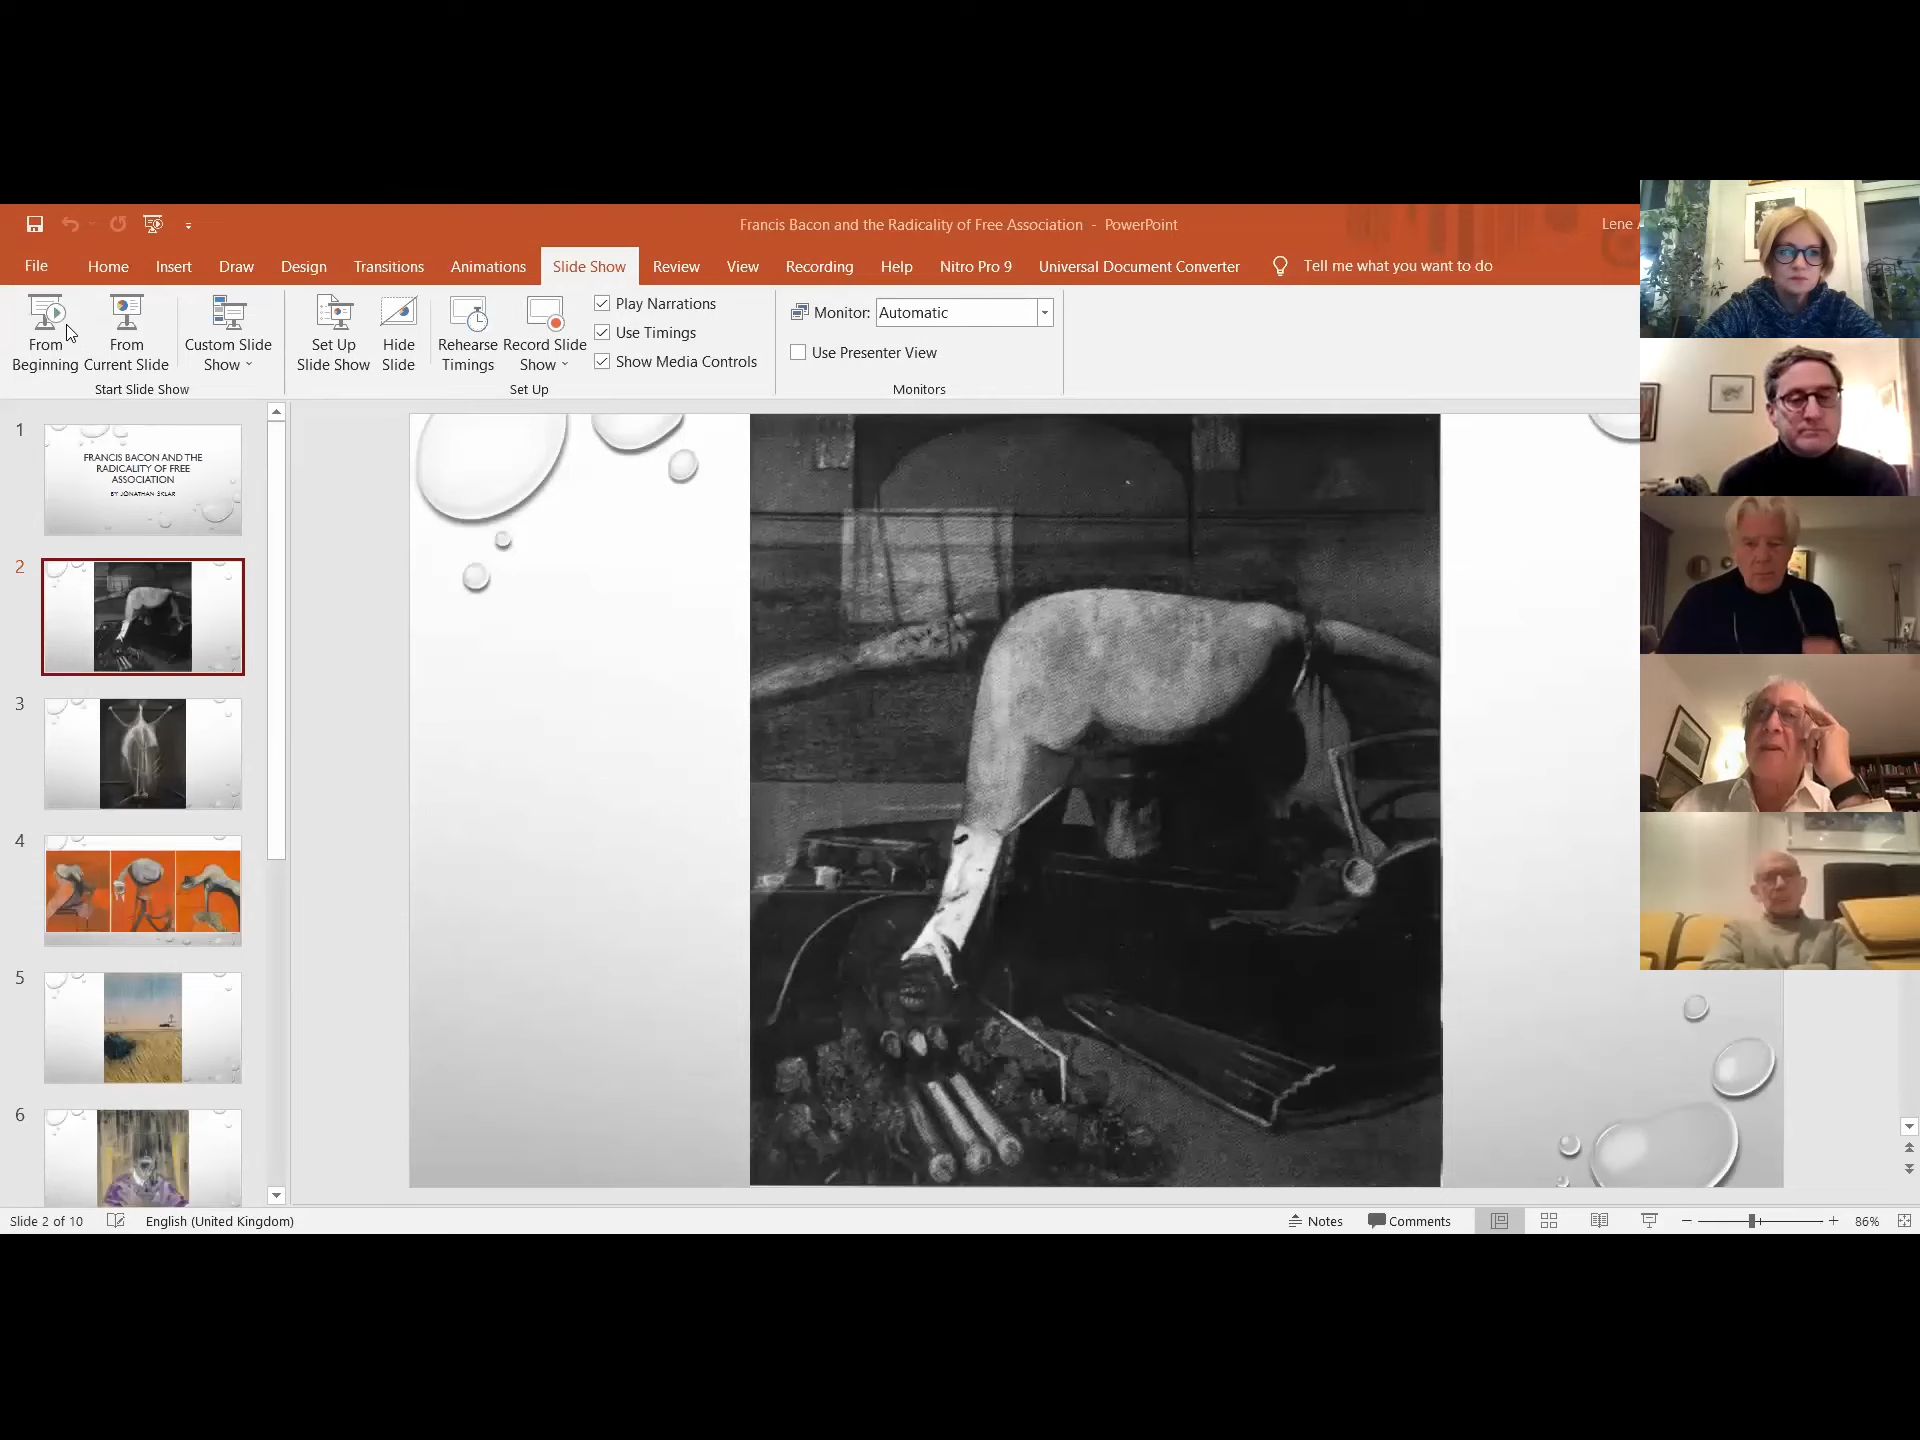 Francis Bacon and the Radicality of Free Association - PowerPoint
Lene
File Home Insert Draw Design Transitions Animations Slide Show Review View Recording Help Nitro Pro 9 Universal Document Converter Tell me what you want to do
From Beginning
From Current Slide
Custom Slide Show
Start Slide Show
Set Up Slide Show
Hide Slide
Rehearse Timings
Record Slide Show
Play Narrations
Use Timings
Show Media Controls
Set Up
Monitor: Automatic
Use Presenter View
Monitors
1
FRANCIS BACON AND THE
RADICALITY OF FREE
ASSOCIATION
BY JONATHAN SKLAR
2
3
4
5
6
Slide 2 of 10 English (United Kingdom) Notes Comments 86%